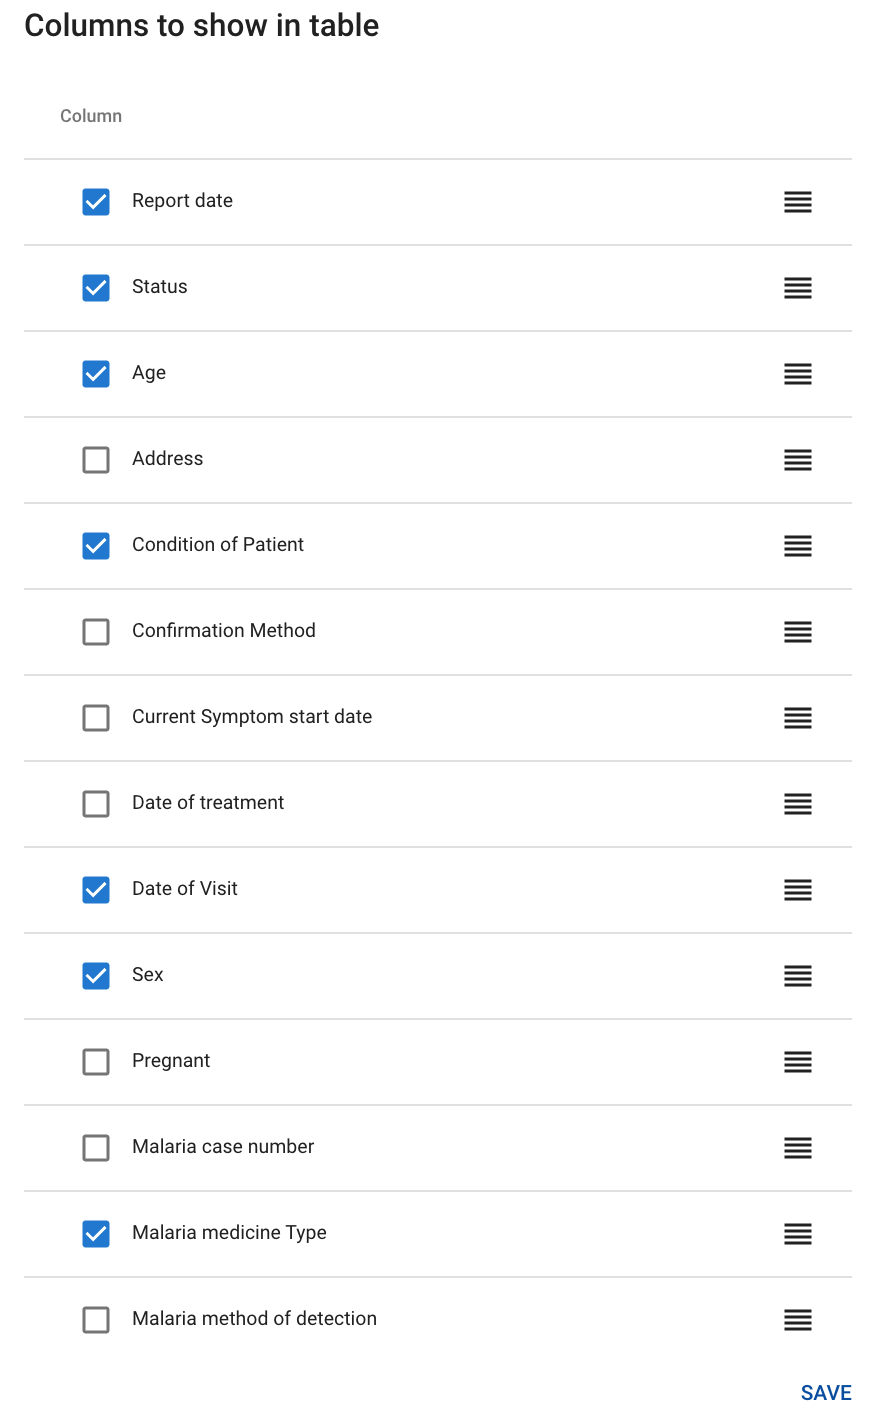 Columns to show in table
Column
Report date
Status
Age
Address
Condition of Patient
Confirmation Method
Current Symptom start date
Date of treatment
Date of Visit
Sex
Pregnant
Malaria case number
Malaria medicine Type
Malaria method of detection
SAVE